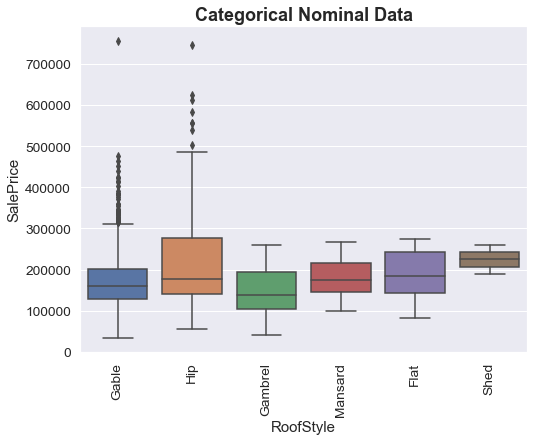 Categorical Nominal Data
SalePrice
700000
600000
500000
400000
300000
200000
100000
0
Gable
Hip
Gambrel
Mansard
Flat
Shed
RoofStyle